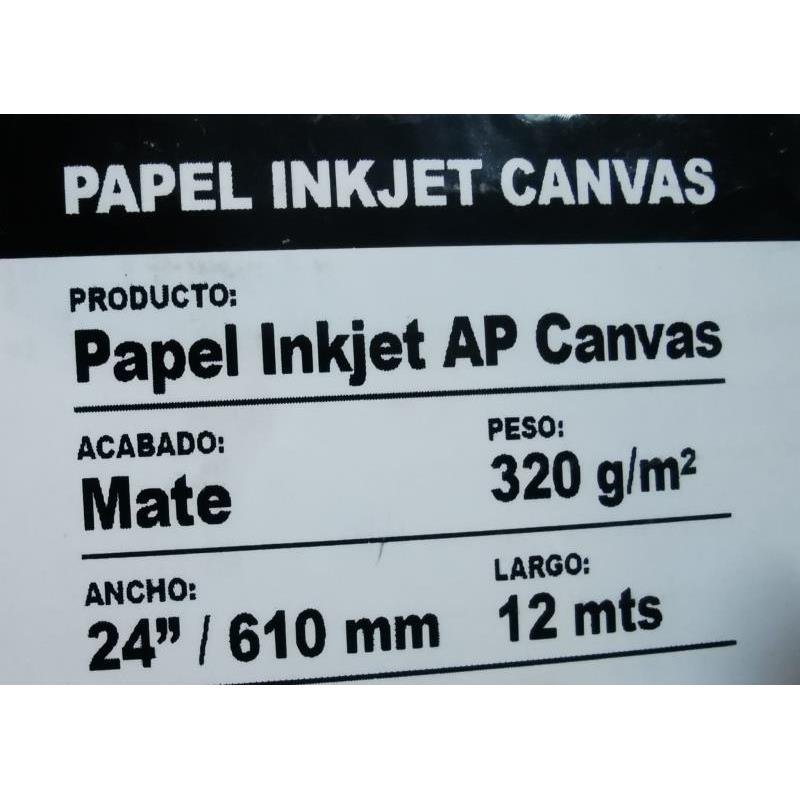 PAPEL INKJET CANVAS
PRODUCTO:
Papel Inkjet AP Canvas
ACABADO:
Mate
PESO:
320 g/m²
ANCHO:
24” / 610 mm
LARGO:
12 mts